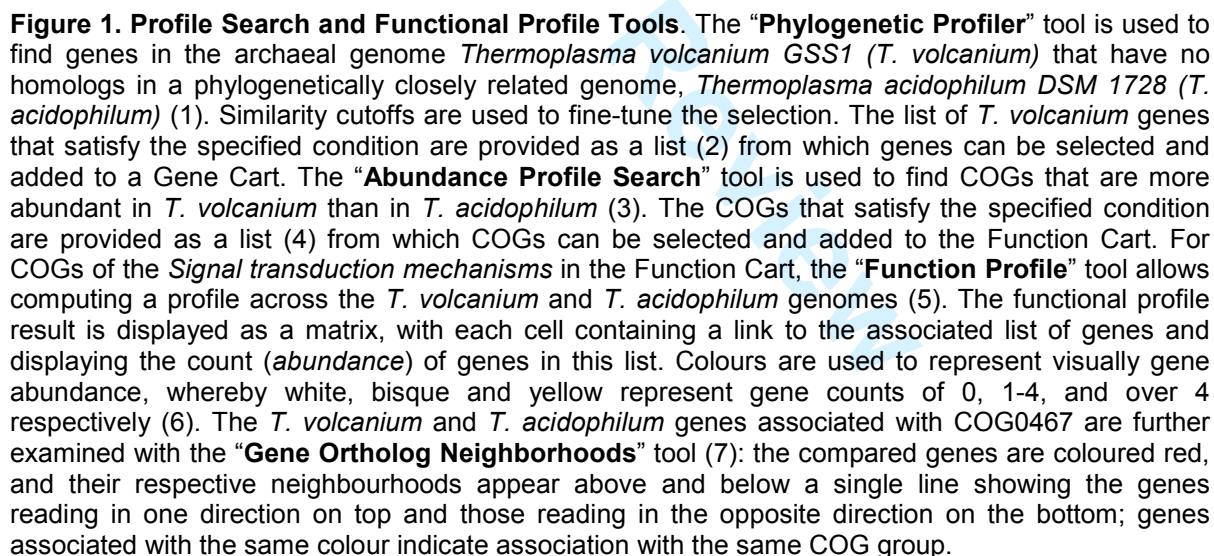 Figure 1. Profile Search and Functional Profile Tools. The “Phylogenetic Profiler” tool is used to
find genes in the archaeal genome Thermoplasma volcanium GSS1 (T. volcanium) that have no
homologs in a phylogenetically closely related genome, Thermoplasma acidophilum DSM 1728 (T.
acidophilum) (1). Similarity cutoffs are used to fine-tune the selection. The list of T. volcanium genes
that satisfy the specified condition are provided as a list (2) from which genes can be selected and
added to a Gene Cart. The “Abundance Profile Search” tool is used to find COGs that are more
abundant in T. volcanium than in T. acidophilum (3). The COGs that satisfy the specified condition
are provided as a list (4) from which COGs can be selected and added to the Function Cart. For
COGs of the Signal transduction mechanisms in the Function Cart, the “Function Profile” tool allows
computing a profile across the T. volcanium and T. acidophilum genomes (5). The functional profile
result is displayed as a matrix, with each cell containing a link to the associated list of genes and
displaying the count (abundance) of genes in this list. Colours are used to represent visually gene
abundance, whereby white, bisque and yellow represent gene counts of 0, 1-4, and over 4
respectively (6). The T. volcanium and T. acidophilum genes associated with COG0467 are further
examined with the “Gene Ortholog Neighborhoods” tool (7): the compared genes are coloured red,
and their respective neighbourhoods appear above and below a single line showing the genes
reading in one direction on top and those reading in the opposite direction on the bottom; genes
associated with the same colour indicate association with the same COG group.
Review